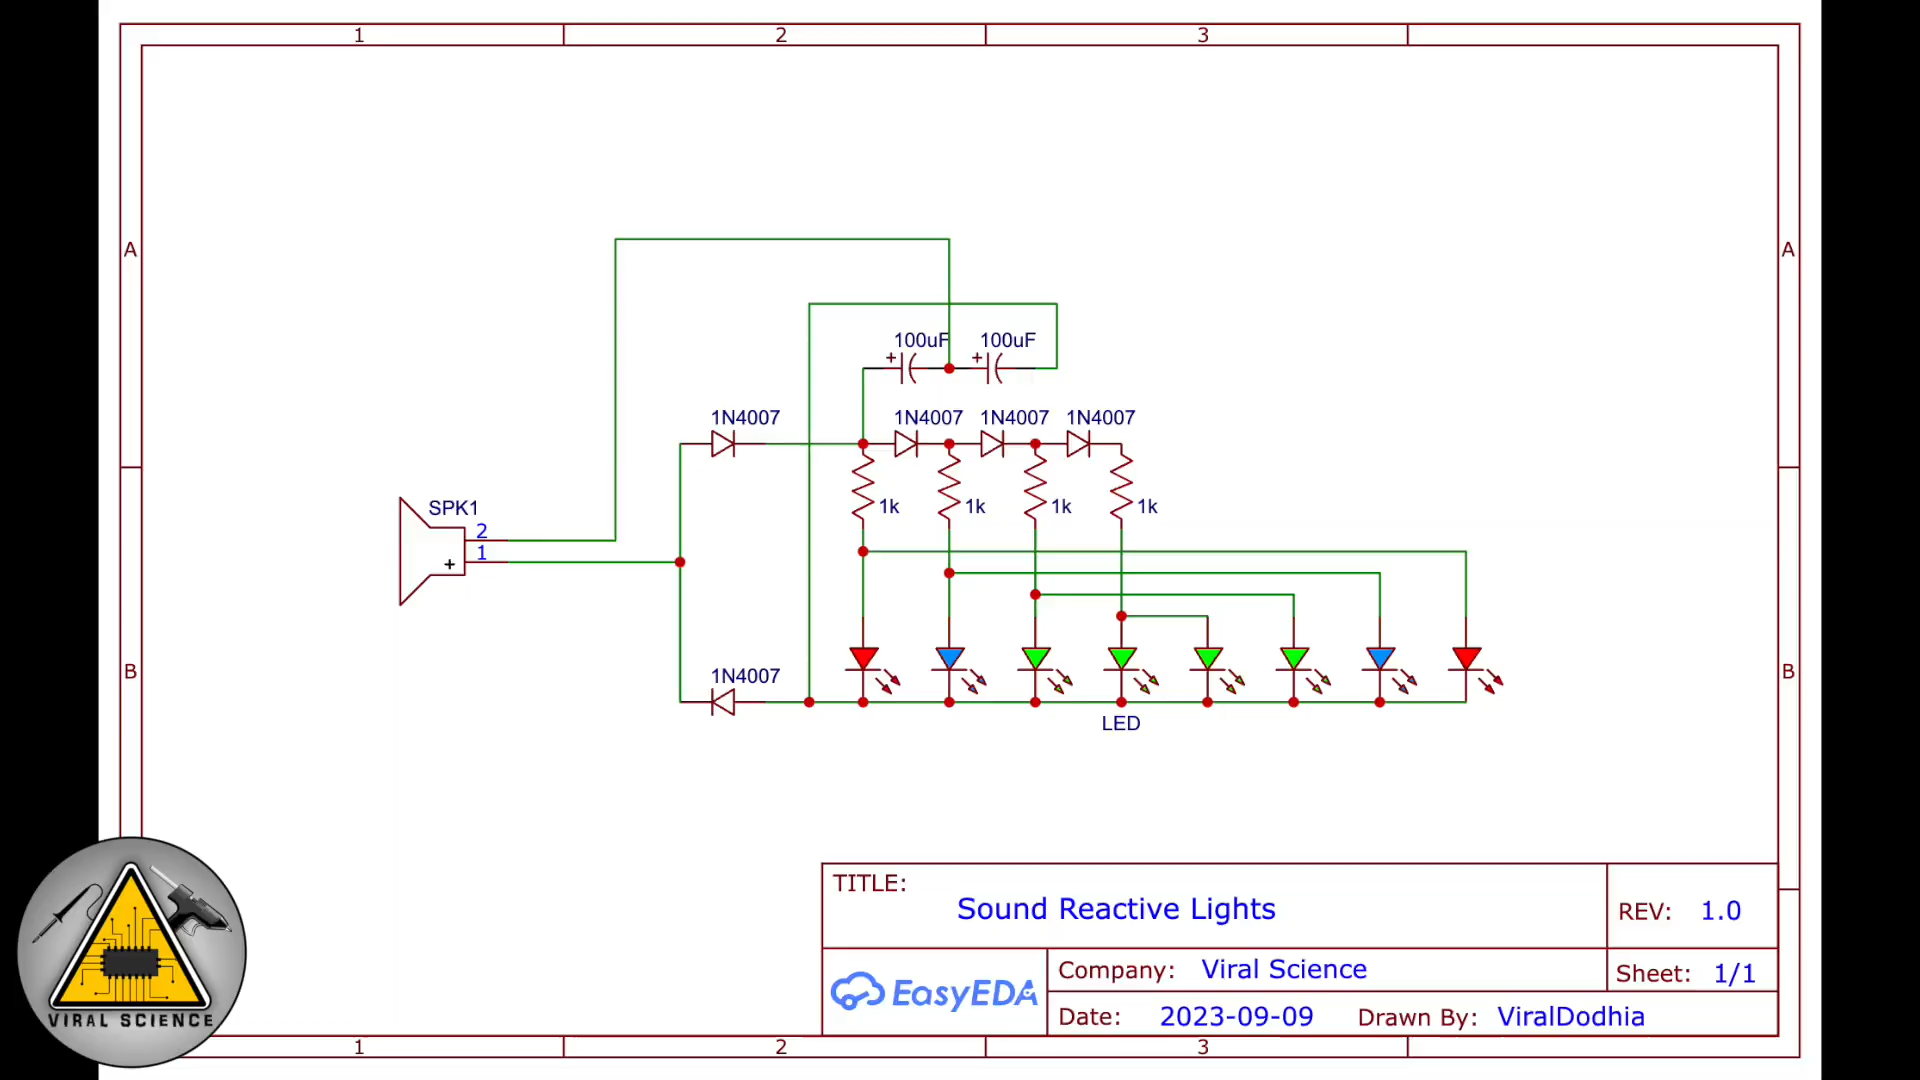 1 2 3
A A
100uF 100uF
+ +
1N4007 1N4007 1N4007 1N4007
SPK1
1k 1k 1k 1k
2
1
+
B B
1N4007
LED
TITLE:
Sound Reactive Lights
REV: 1.0
EasyEDA
Company: Viral Science
Sheet: 1/1
Date: 2023-09-09 Drawn By: ViralDodhia
VIRAL SCIENCE
1 2 3